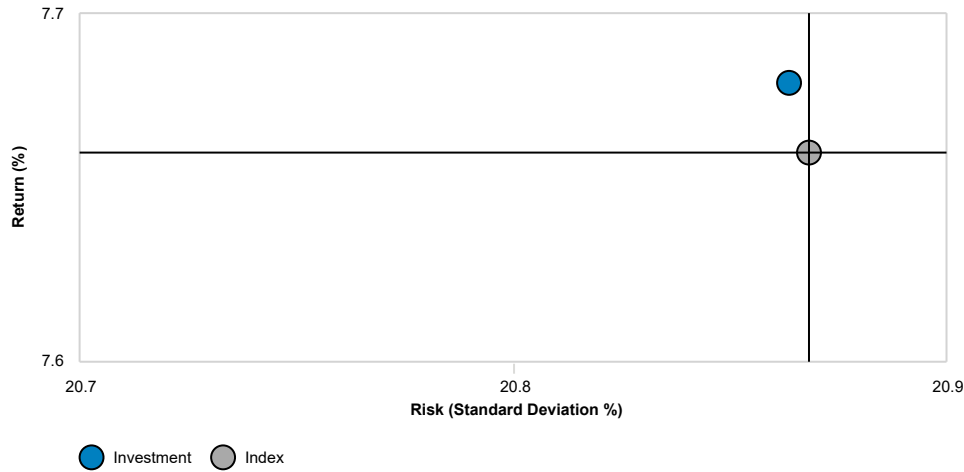 7.7
Return (%)
7.6
20.7
20.8
20.9
Risk (Standard Deviation %)
Investment
Index